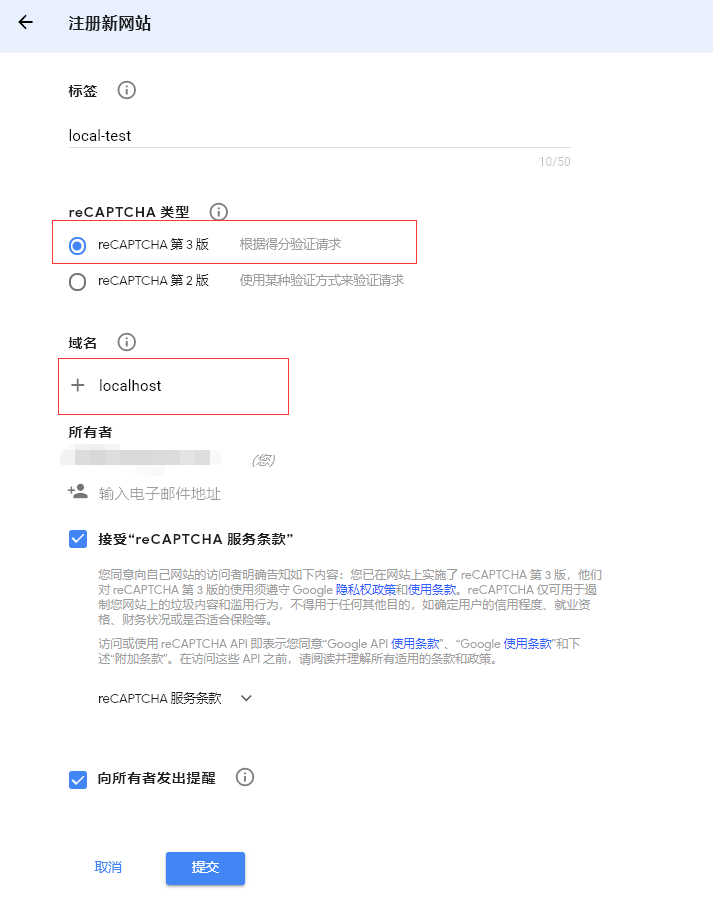 注册新网站
标签
local-test
10/50
reCAPTCHA 类型
reCAPTCHA 第 3 版 根据得分验证请求
reCAPTCHA 第 2 版 使用某种验证方式来验证请求
域名
localhost
所有者
(您)
输入电子邮件地址
接受“reCAPTCHA 服务条款”
您同意向自己网站的访问者明确告知如下内容：您已在网站上实施了 reCAPTCHA 第 3 版，他们
对 reCAPTCHA 第 3 版的使用须遵守 Google 隐私权政策和使用条款。reCAPTCHA 仅可用于遏
制您网站上的垃圾内容和滥用行为，不得用于任何其他目的，如确定用户的信用程度、就业资
格、财务状况或是否适合保险等。
访问或使用 reCAPTCHA API 即表示您同意“Google API 使用条款”、“Google 使用条款”和下
述“附加条款”。在访问这些 API 之前，请阅读并理解所有适用的条款和政策。
reCAPTCHA 服务条款
向所有者发出提醒
取消 提交